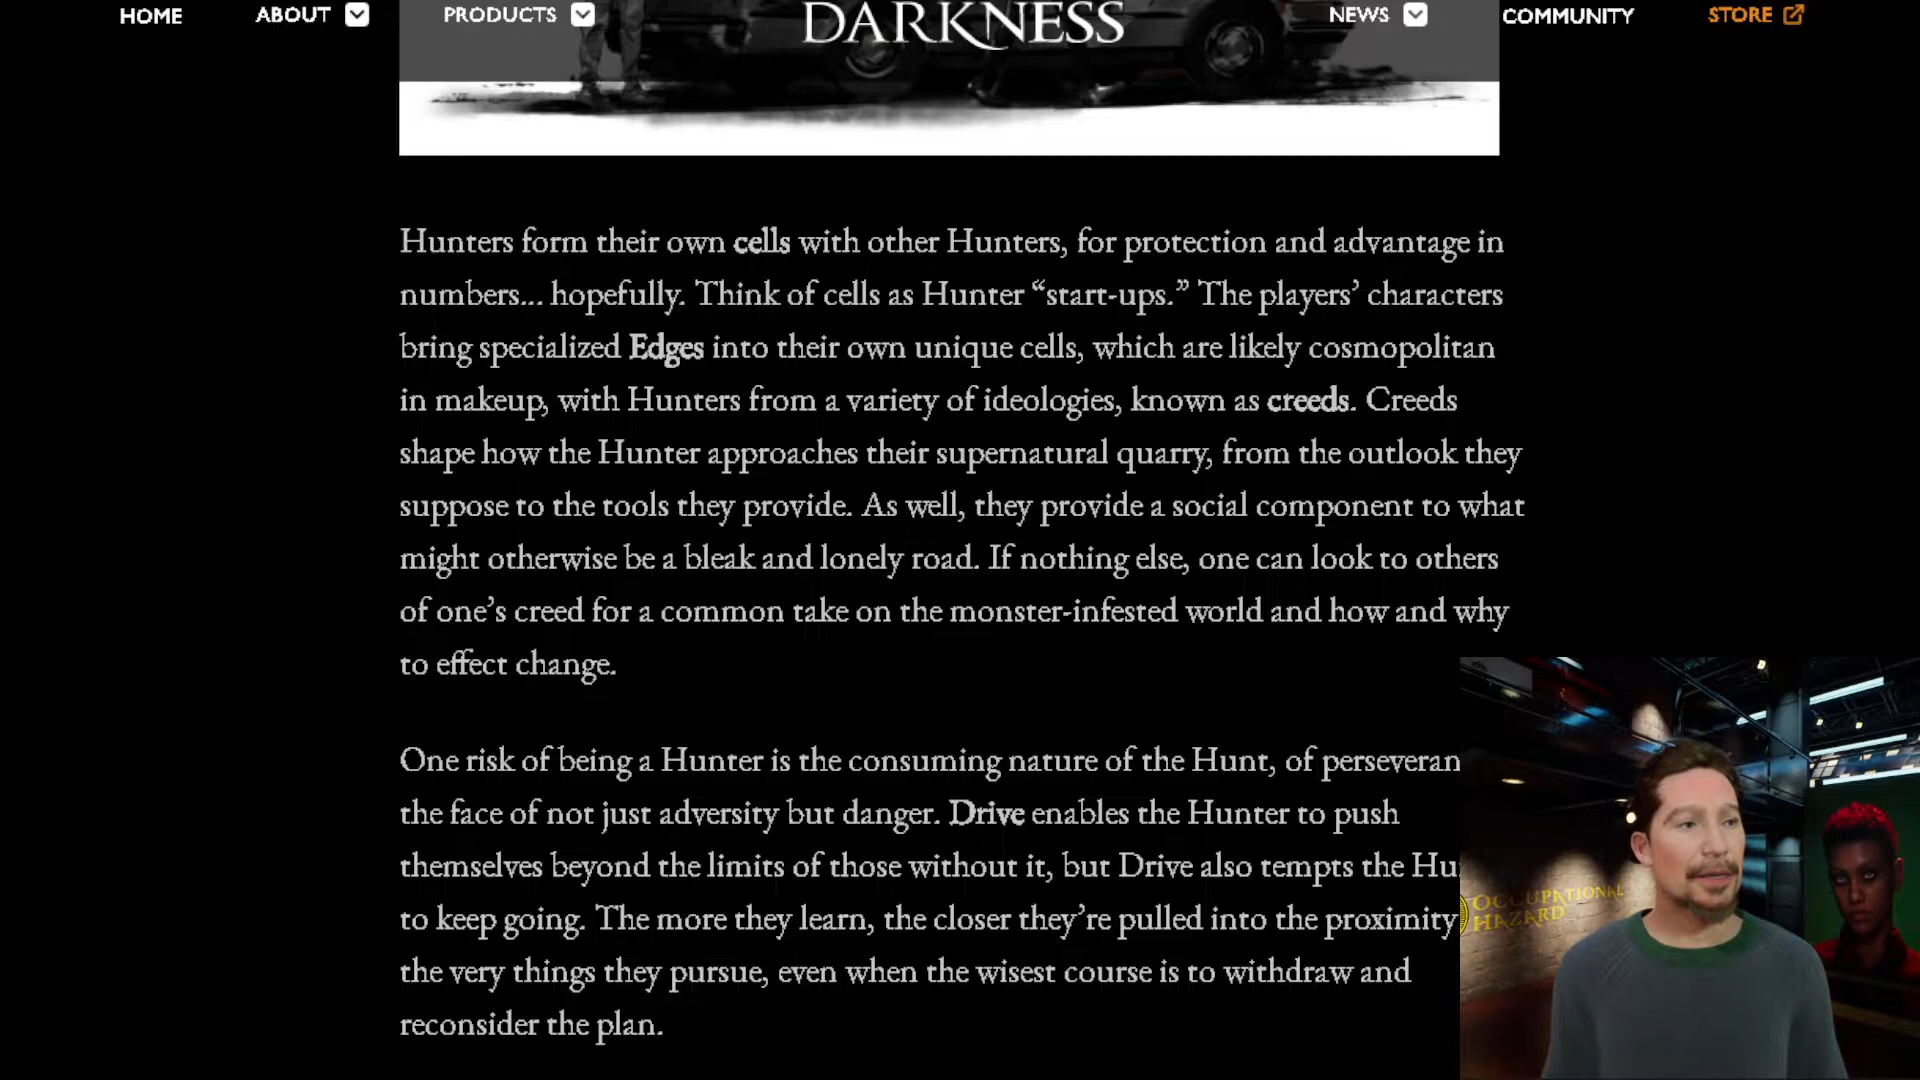 HOME ABOUT PRODUCTS DARKNESS NEWS COMMUNITY STORE
Hunters form their own cells with other Hunters, for protection and advantage in
numbers... hopefully. Think of cells as Hunter “start-ups.” The players’ characters
bring specialized Edges into their own unique cells, which are likely cosmopolitan
in makeup, with Hunters from a variety of ideologies, known as creeds. Creeds
shape how the Hunter approaches their supernatural quarry, from the outlook they
suppose to the tools they provide. As well, they provide a social component to what
might otherwise be a bleak and lonely road. If nothing else, one can look to others
of one’s creed for a common take on the monster-infested world and how and why
to effect change.
One risk of being a Hunter is the consuming nature of the Hunt, of perseveran
the face of not just adversity but danger. Drive enables the Hunter to push
themselves beyond the limits of those without it, but Drive also tempts the Hu
to keep going. The more they learn, the closer they’re pulled into the proximity
the very things they pursue, even when the wisest course is to withdraw and
reconsider the plan.
OCCUPATIONAL
HAZARD